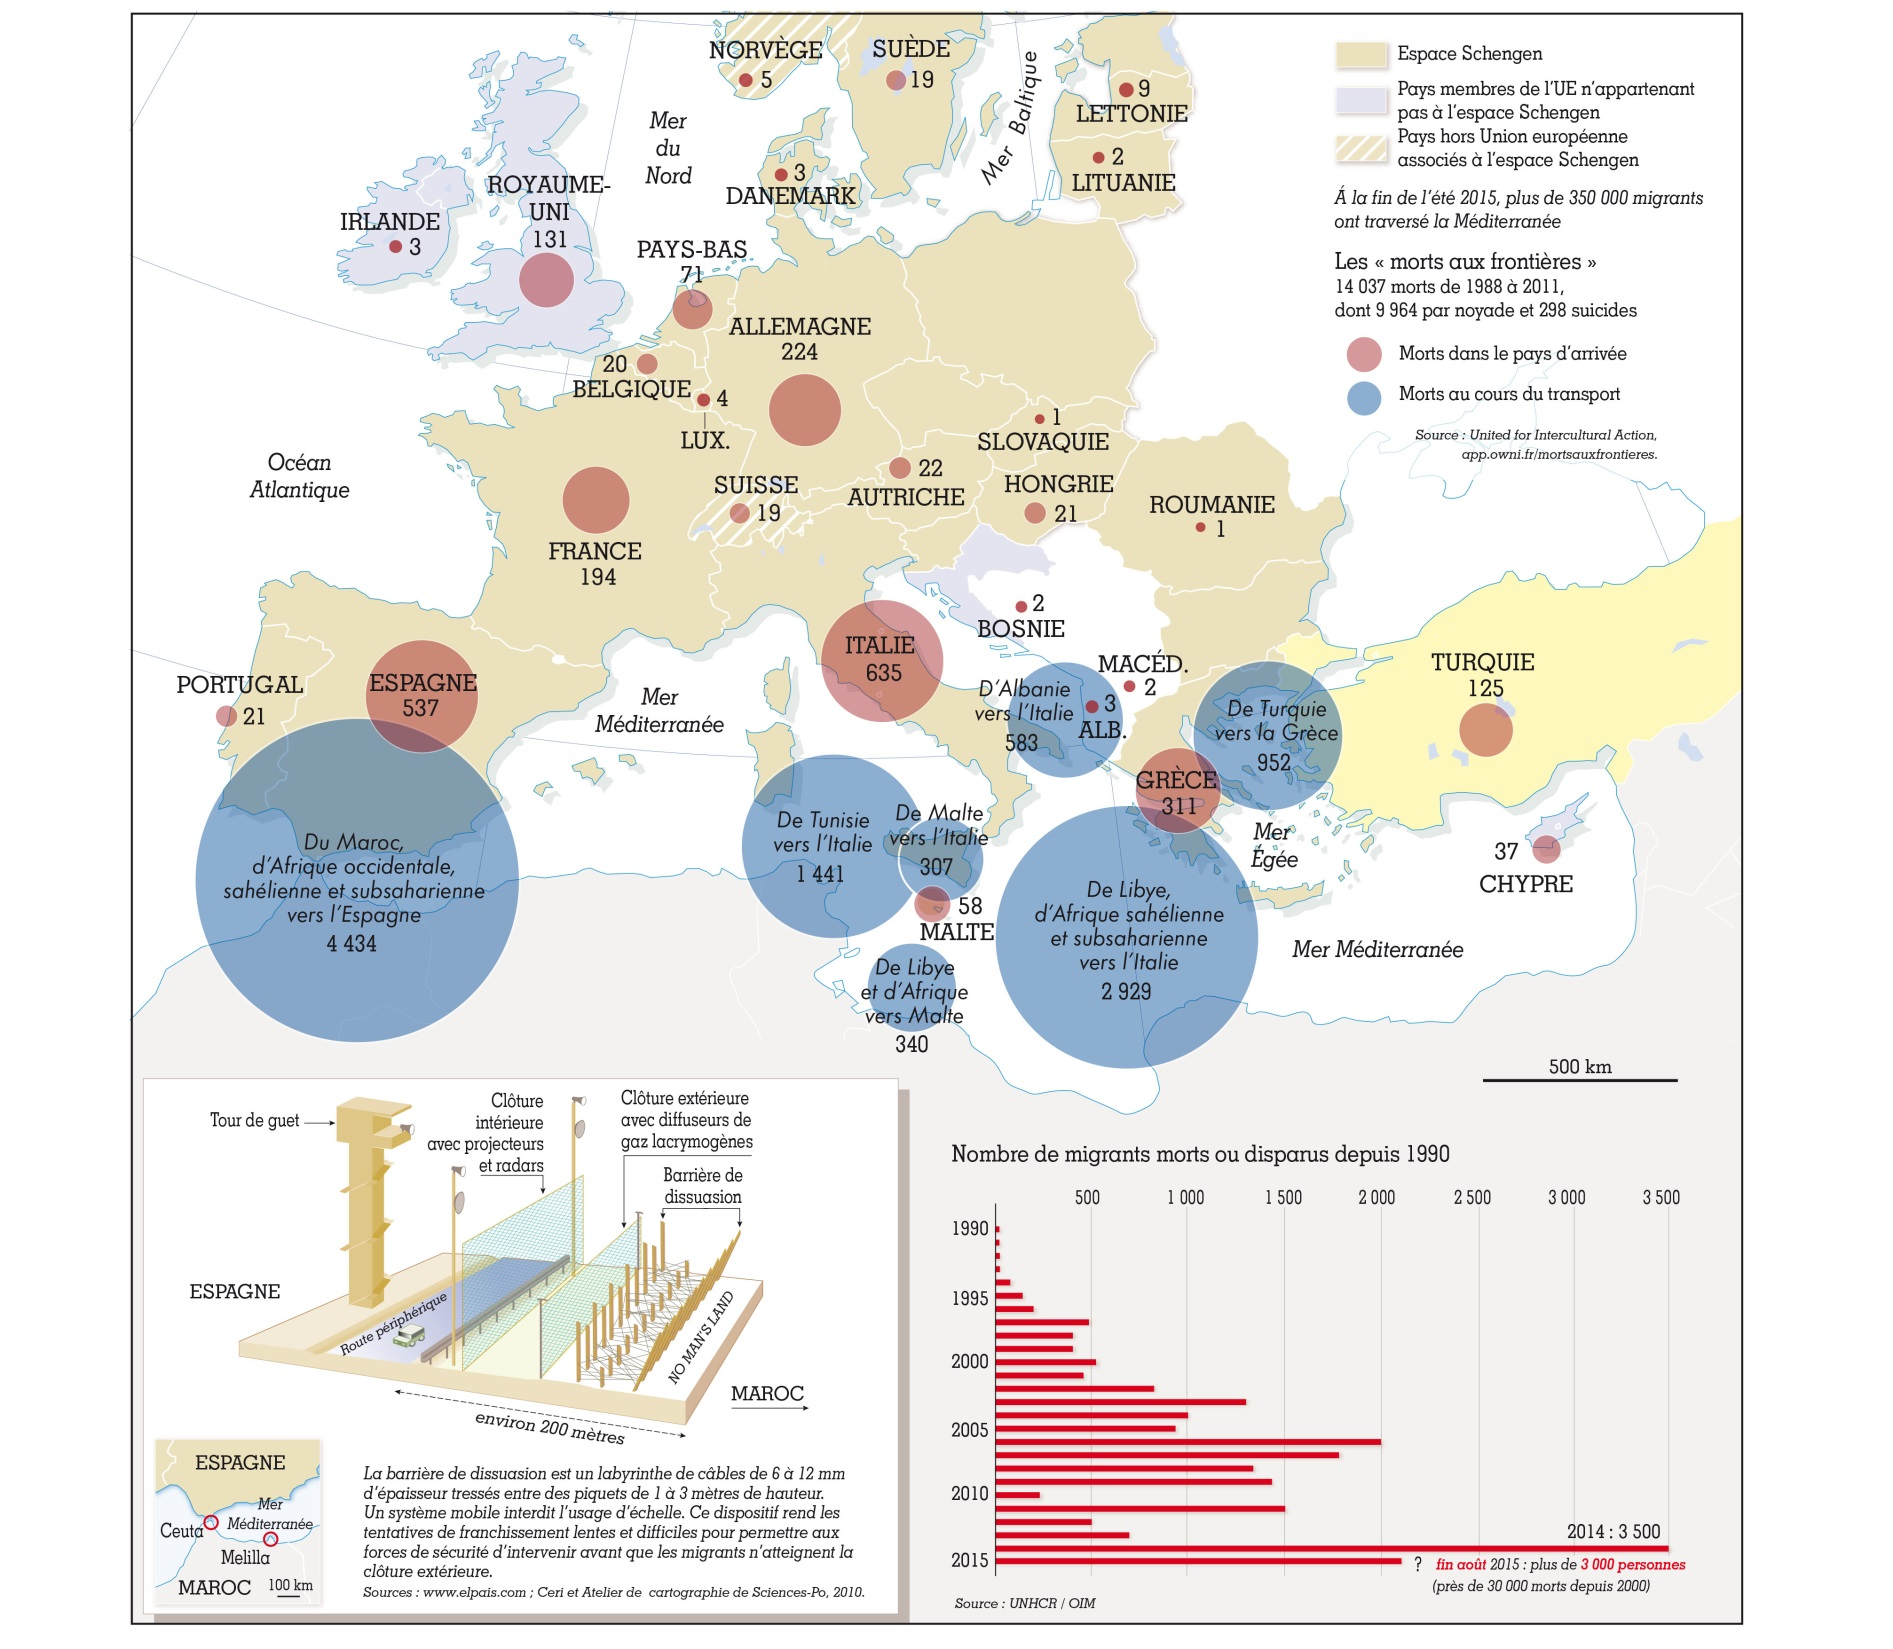 NORVÈGE
5
SUÈDE
19
Mer Baltique
9
LETTONIE
2
LITUANIE
Mer
du
Nord
3
DANEMARK
ROYAUME-
UNI
131
IRLANDE
3
PAYS-BAS
71
ALLEMAGNE
224
20
BELGIQUE
4
LUX.
1
SLOVAQUIE
22
AUTRICHE
HONGRIE
21
SUISSE
19
ROUMANIE
1
Océan
Atlantique
FRANCE
194
2
BOSNIE
ITALIE
635
MACÉD.
2
3
ALB.
D’Albanie
vers l’Italie
583
De Turquie
vers la Grèce
952
TURQUIE
125
PORTUGAL
21
ESPAGNE
537
Mer
Méditerranée
GRÈCE
311
De Tunisie
vers l’Italie
1 441
De Malte
vers l’Italie
307
58
MALTE
Mer
Égée
37
CHYPRE
Du Maroc,
d’Afrique occidentale,
sahélienne et subsaharienne
vers l’Espagne
4 434
De Libye
et d’Afrique
vers Malte
340
De Libye,
d’Afrique sahélienne
et subsaharienne
vers l’Italie
2 929
Mer Méditerranée
500 km
Espace Schengen
Pays membres de l’UE n’appartenant
pas à l’espace Schengen
Pays hors Union européenne
associés à l’espace Schengen
Á la fin de l’été 2015, plus de 350 000 migrants
ont traversé la Méditerranée
Les « morts aux frontières »
14 037 morts de 1988 à 2011,
dont 9 964 par noyade et 298 suicides
Morts dans le pays d’arrivée
Morts au cours du transport
Source : United for Intercultural Action,
app.owni.fr/mortsauxfrontieres.
Tour de guet
Clôture
intérieure
avec projecteurs
et radars
Clôture extérieure
avec diffuseurs de
gaz lacrymogènes
Barrière de
dissuasion
ESPAGNE
Route périphérique
NO MAN’S LAND
MAROC
environ 200 mètres
ESPAGNE
Mer
Méditerranée
Ceuta
Melilla
MAROC
100 km
La barrière de dissuasion est un labyrinthe de câbles de 6 à 12 mm
d’épaisseur tressés entre des piquets de 1 à 3 mètres de hauteur.
Un système mobile interdit l’usage d’échelle. Ce dispositif rend les
tentatives de franchissement lentes et difficiles pour permettre aux
forces de sécurité d’intervenir avant que les migrants n’atteignent la
clôture extérieure.
Sources : www.elpais.com ; Ceri et Atelier de cartographie de Sciences-Po, 2010.
Nombre de migrants morts ou disparus depuis 1990
500 1 000 1 500 2 000 2 500 3 000 3 500
1990
1995
2000
2005
2010
2014 : 3 500
2015
? fin août 2015 : plus de 3 000 personnes
(près de 30 000 morts depuis 2000)
Source : UNHCR / OIM